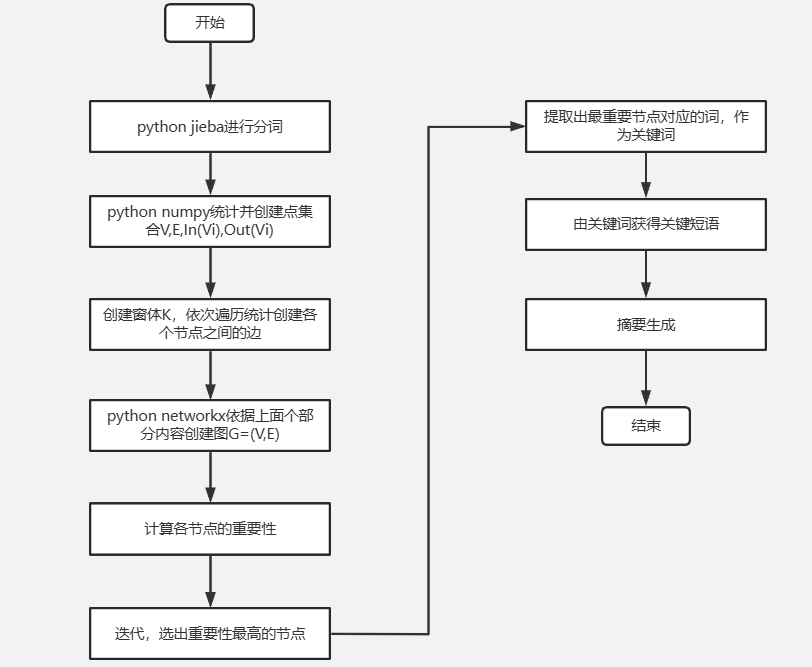 开始
python jieba进行分词
python numpy统计并创建点集
合V,E,In(Vi),Out(Vi)
创建窗体K，依次遍历统计创建各
个节点之间的边
python networkx依据上面个部
分内容创建图G=(V,E)
计算各节点的重要性
迭代，选出重要性最高的节点
提取出最重要节点对应的词，作
为关键词
由关键词获得关键短语
摘要生成
结束